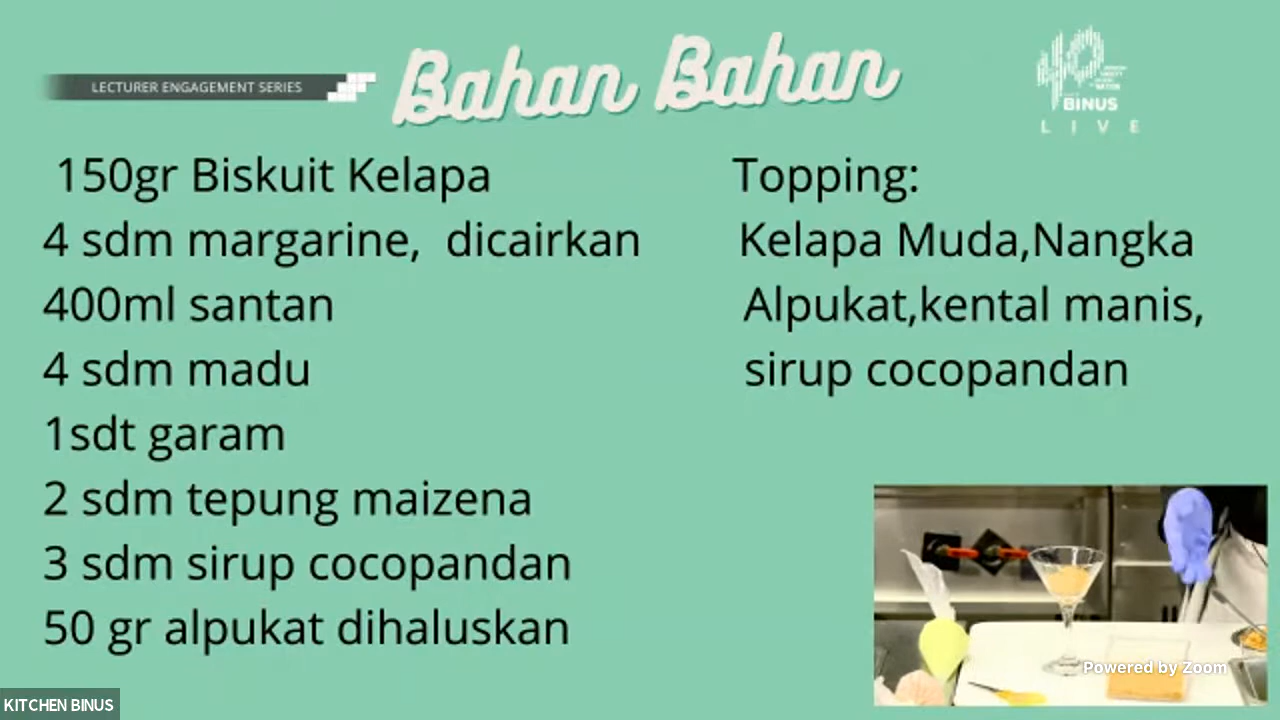 LECTURER ENGAGEMENT SERIES
Bahan Bahan
BINUS
LIVE
150gr Biskuit Kelapa
4 sdm margarine, dicairkan
400ml santan
4 sdm madu
1sdt garam
2 sdm tepung maizena
3 sdm sirup cocopandan
50 gr alpukat dihaluskan
Topping:
Kelapa Muda,Nangka
Alpukat,kental manis,
sirup cocopandan
Powered by Zoom
KITCHEN BINUS